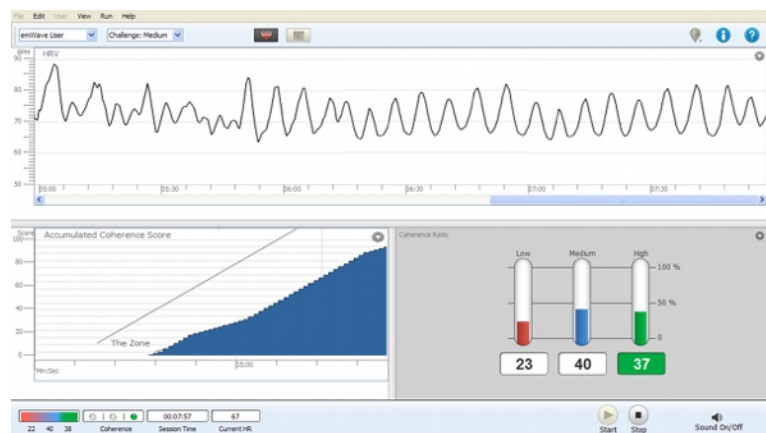 File Edit User View Run Help
emWave User Challenge: Medium
BPM HRV
90
80
70
60
50
05:00 05:30 06:00 06:30 07:00 07:30
Score Accumulated Coherence Score
100
80
60
40
20
0
The Zone
05:00
Min:Sec
Coherence Ratio
Low Medium High
100 %
50 %
0
23 40 37
22 40 38
Coherence
00:07:57
Session Time
67
Current HR
Start Stop Sound On/Off